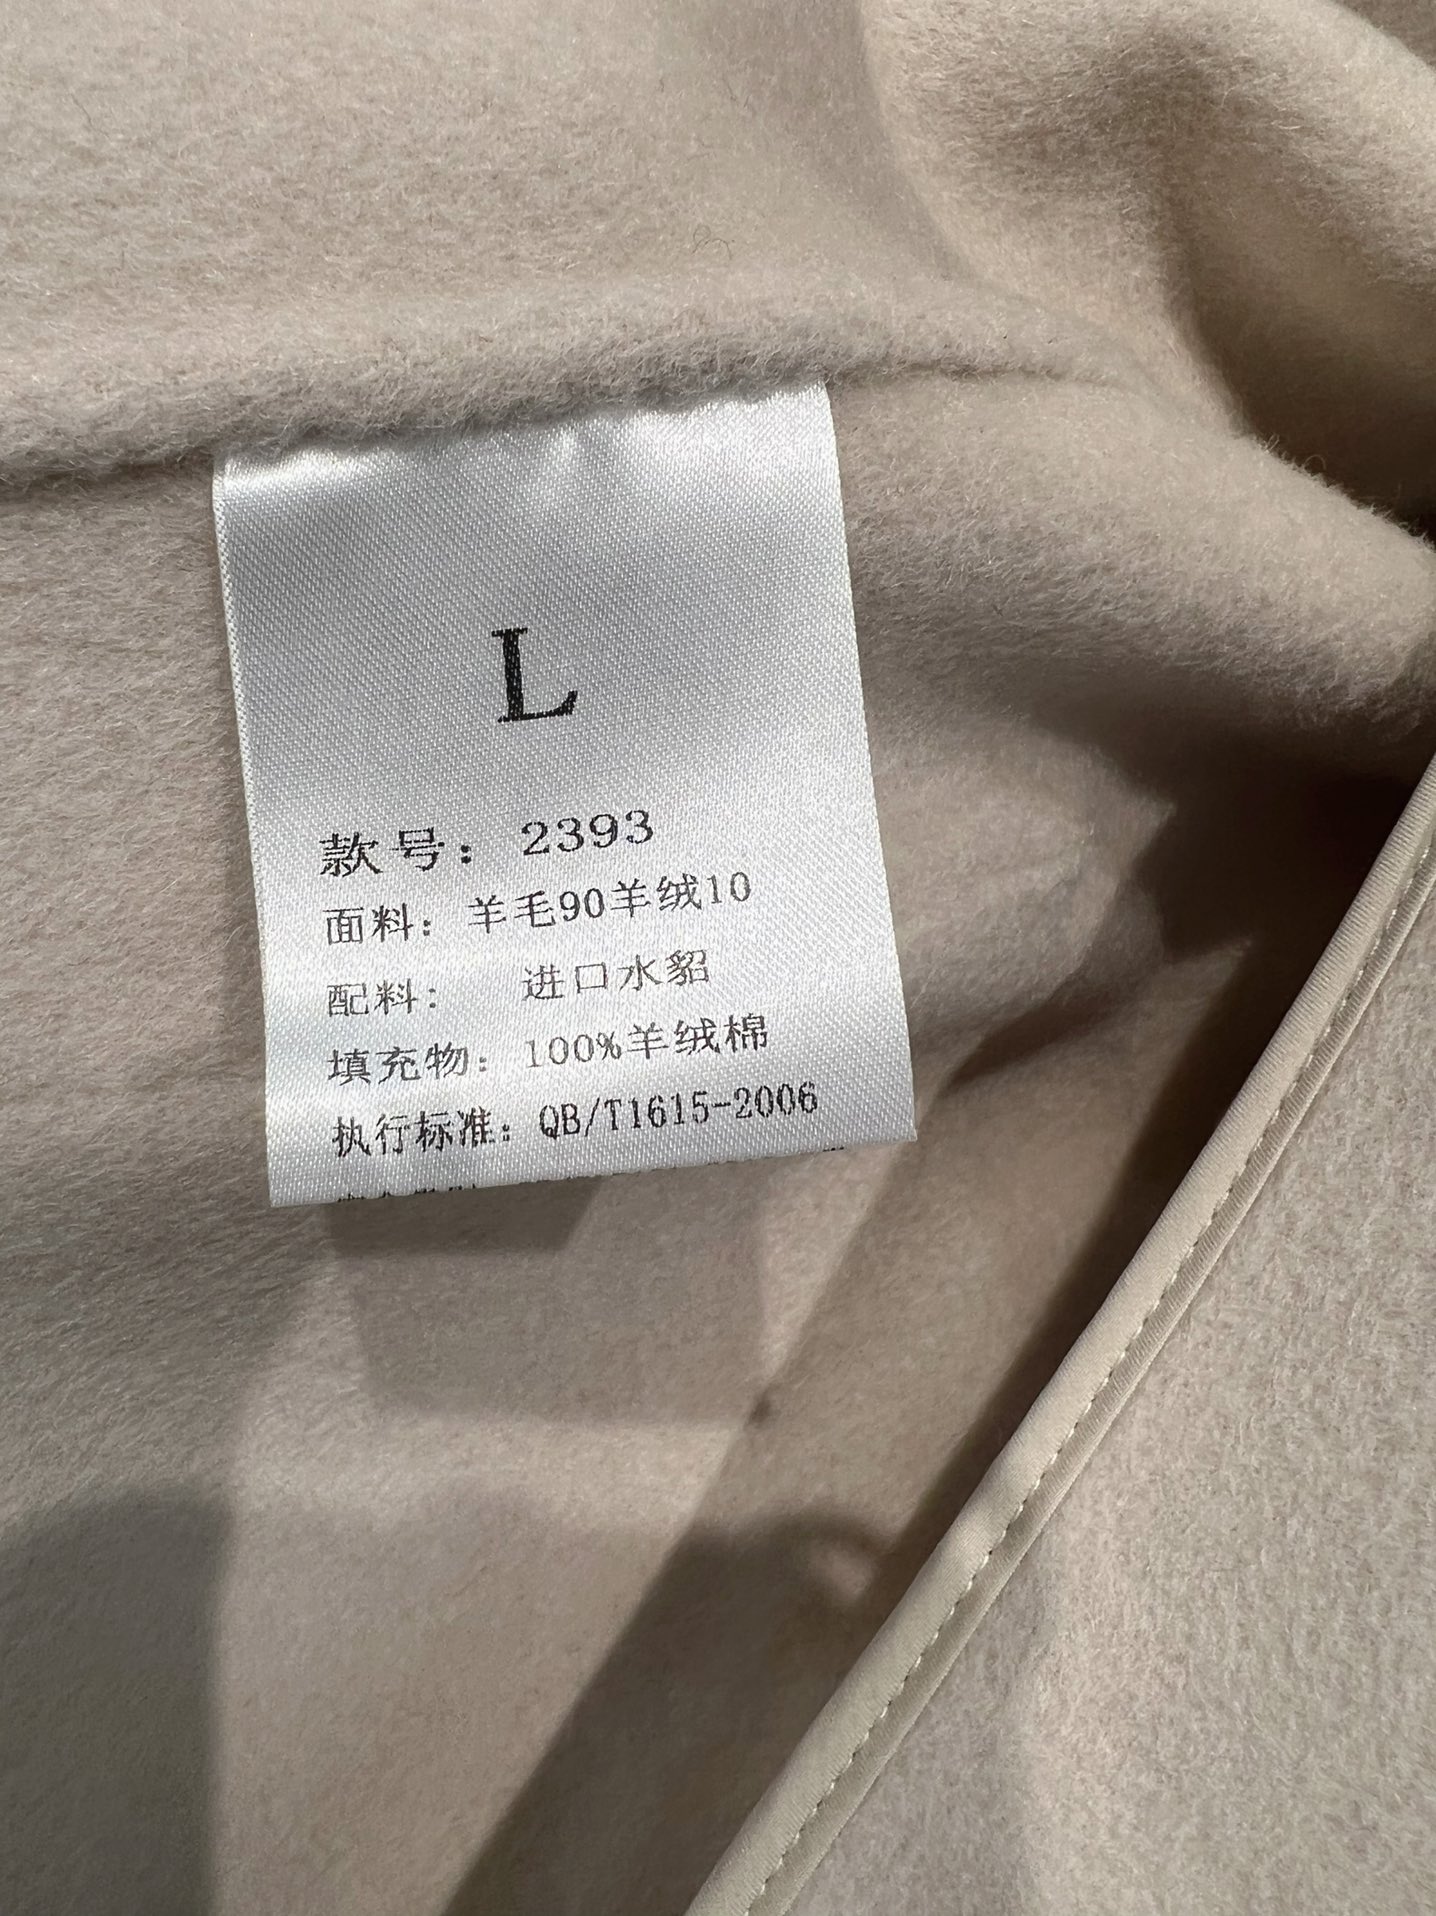 L
款号：2393
面料：羊毛90羊绒10
配料：进口水貂
填充物：100%羊绒棉
执行标准：QB/T1615-2006